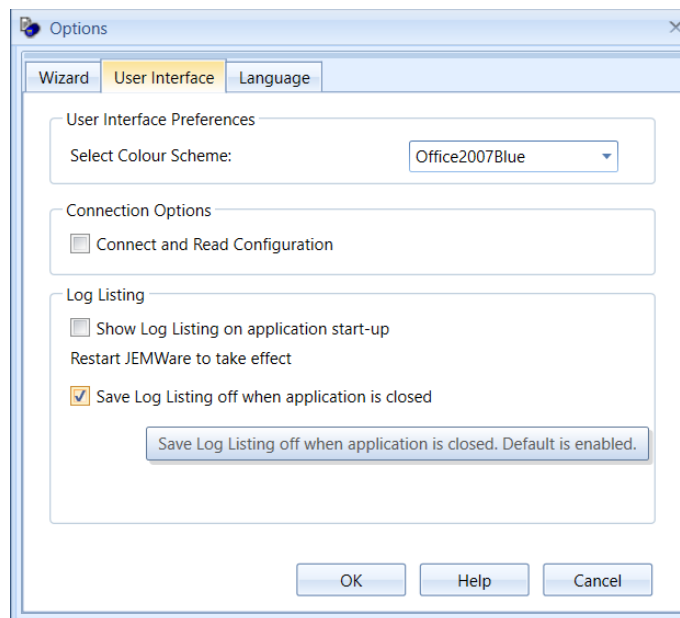 Options
Wizard
User Interface
Language
User Interface Preferences
Select Colour Scheme:
Office2007Blue
Connection Options
Connect and Read Configuration
Log Listing
Show Log Listing on application start-up
Restart JEMWare to take effect
Save Log Listing off when application is closed
Save Log Listing off when application is closed. Default is enabled.
OK
Help
Cancel